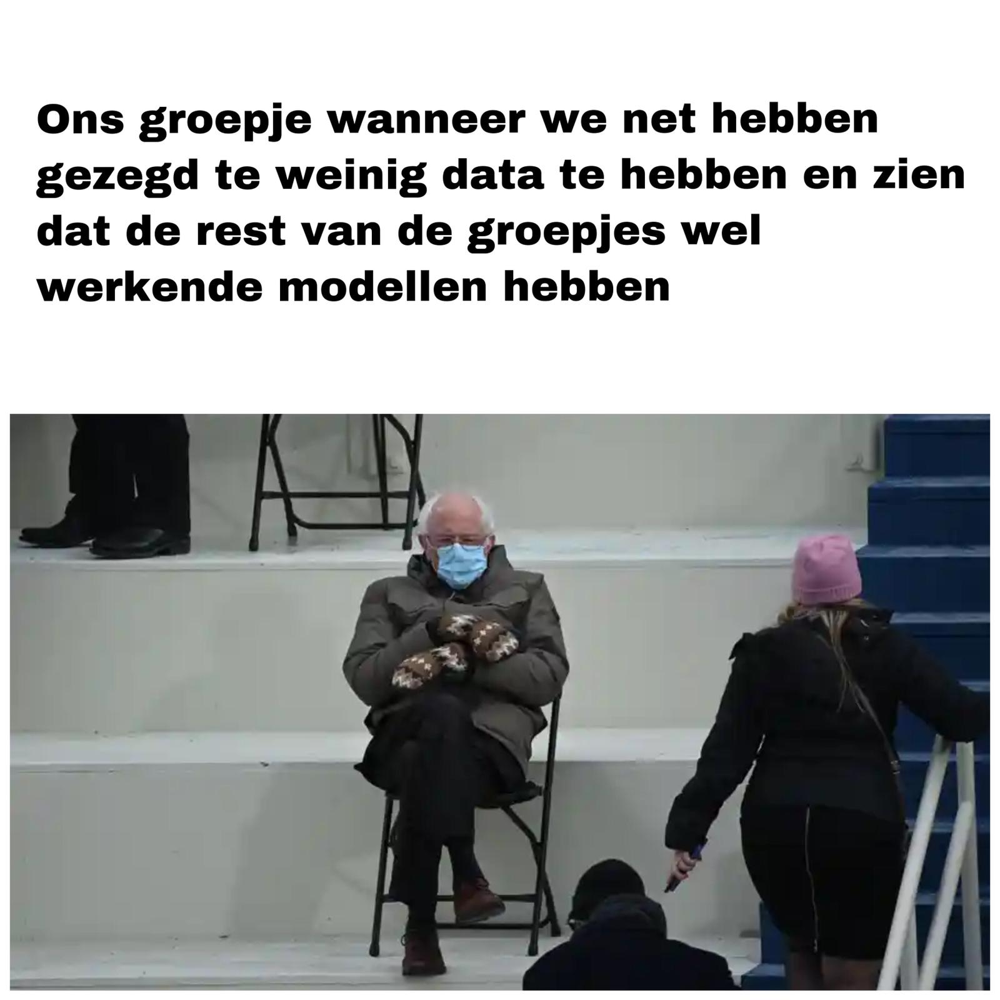 Ons groepje wanneer we net hebben
gezegd te weinig data te hebben en zien
dat de rest van de groepjes wel
werkende modellen hebben